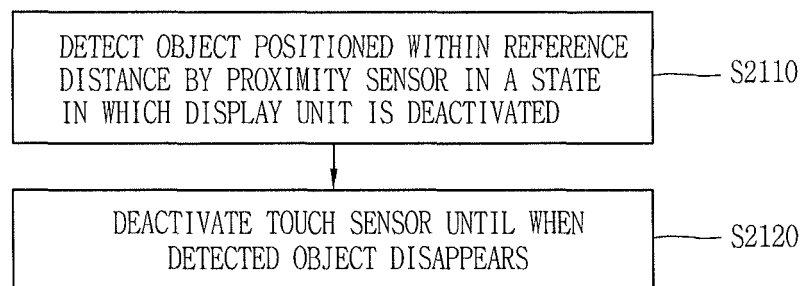 DETECT OBJECT POSITIONED WITHIN REFERENCE
DISTANCE BY PROXIMITY SENSOR IN A STATE
IN WHICH DISPLAY UNIT IS DEACTIVATED
S2110
DEACTIVATE TOUCH SENSOR UNTIL WHEN
DETECTED OBJECT DISAPPEARS
S2120